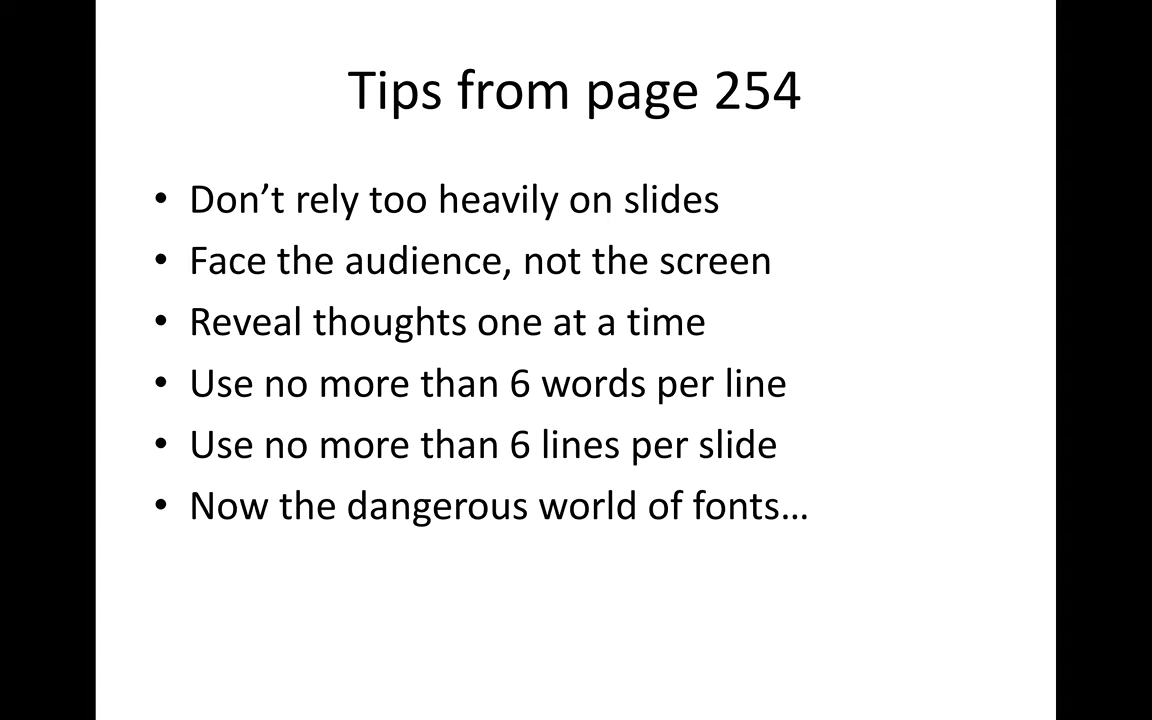 Tips from page 254
• Don’t rely too heavily on slides
• Face the audience, not the screen
• Reveal thoughts one at a time
• Use no more than 6 words per line
• Use no more than 6 lines per slide
• Now the dangerous world of fonts…